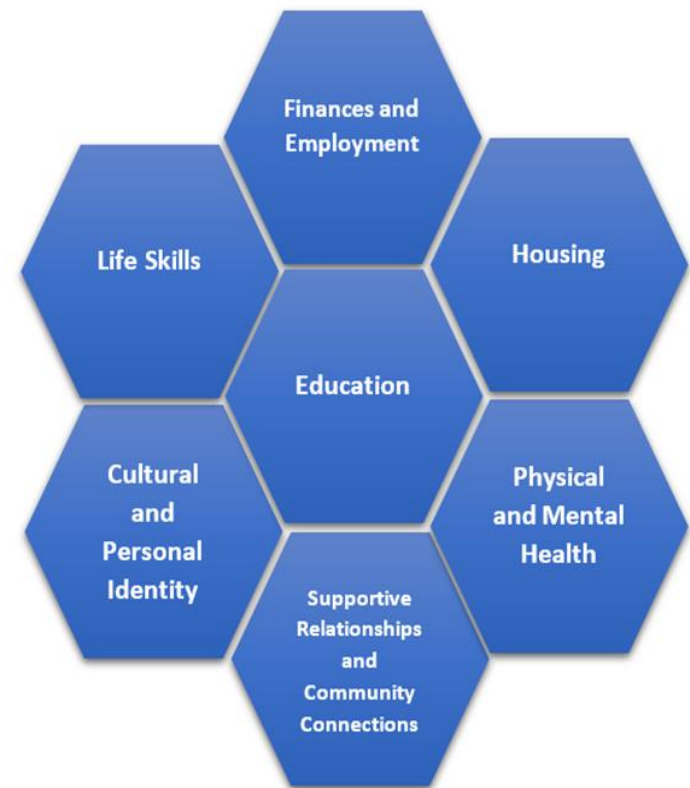 Finances and
Employment
Life Skills
Housing
Education
Cultural
and
Personal
Identity
Physical
and Mental
Health
Supportive
Relationships
and
Community
Connections